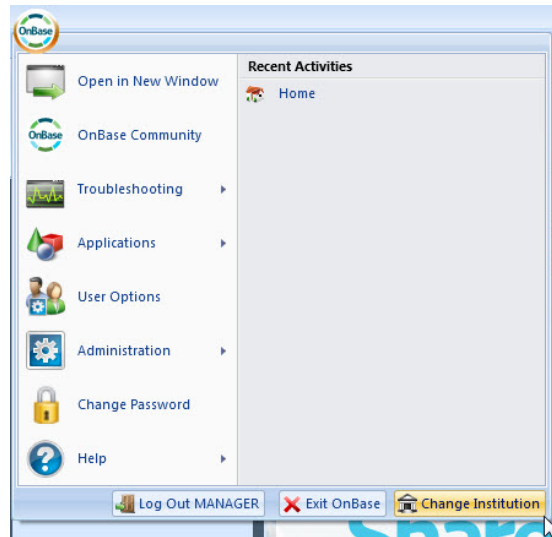 OnBase
Recent Activities
Open in New Window
Home
OnBase
OnBase Community
Troubleshooting
Applications
User Options
Administration
Change Password
Help
Log Out MANAGER
Exit OnBase
Change Institution